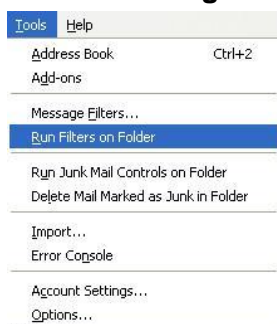 Tools Help
Address Book Ctrl+2
Add-ons
Message Filters...
Run Filters on Folder
Run Junk Mail Controls on Folder
Delete Mail Marked as Junk in Folder
Import...
Error Console
Account Settings...
Options...